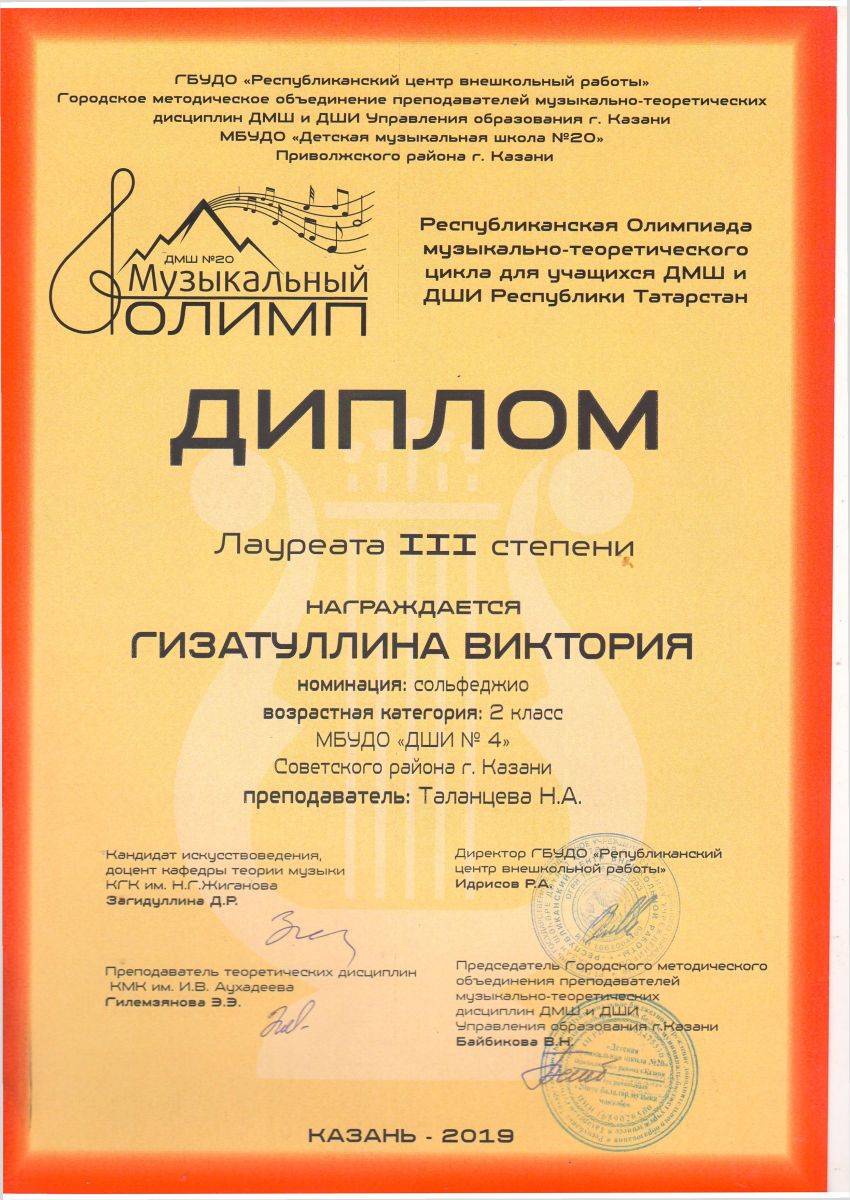 ГБУДО «Республиканский центр внешкольный работы»
Городское методическое объединение преподавателей музыкально-теоретических
дисциплин ДМШ и ДШИ Управления образования г. Казани
МБУДО «Детская музыкальная школа №20»
Приволжского района г. Казани
ДМШ №20
Музыкальный
ОЛИМП
Республиканская Олимпиада
музыкально-теоретического
цикла для учащихся ДМШ и
ДШИ Республики Татарстан
ДИПЛОМ
Лауреата III степени
НАГРАЖДАЕТСЯ
ГИЗАТУЛЛИНА ВИКТОРИЯ
номинация: сольфеджио
возрастная категория: 2 класс
МБУДО «ДШИ № 4»
Советского района г. Казани
преподаватель: Таланцева Н.А.
Кандидат искусствоведения,
доцент кафедры теории музыки
КГК им. Н.Г.Жиганова
Загидуллина Д.Р.
Директор ГБУДО «Републиканский
центр внешкольной работы»
Идрисов Р.А.
Преподаватель теоретических дисциплин
КМК им. И.В. Аухадеева
Гилемзянова Э.Э.
Председатель Городского методического
объединения преподавателей
музыкально-теоретических
дисциплин ДМШ и ДШИ
Управления образования г.Казани
Байбикова В.Н.
«Детская
музыкальная школа №20»
КАЗАНЬ - 2019